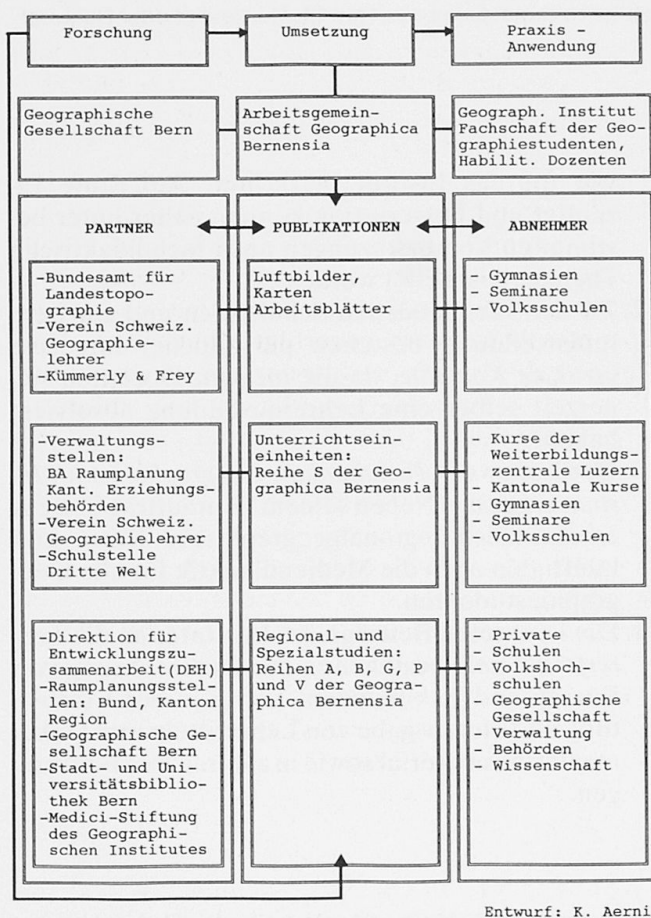 Forschung
Umsetzung
Praxis -
Anwendung
Geographische
Gesellschaft Bern
Arbeitsgemein-
schaft Geographica
Bernensia
Geograph. Institut
Fachschaft der Geo-
graphiestudenten,
Habilit. Dozenten
PARTNER
PUBLIKATIONEN
ABNEHMER
-Bundesamt für
Landestopo-
graphie
-Verein Schweiz.
Geographie-
lehrer
-Kümmerly & Frey
Luftbilder,
Karten
Arbeitsblätter
- Gymnasien
Seminare
Volksschulen
-Verwaltungs-
stellen:
BA Raumplanung
Kant. Erziehungs-
behörden
-Verein Schweiz.
Geographielehrer
-Schulstelle
Dritte Welt
Unterrichtsein-
einheiten:
Reihe S der Geo-
graphica Bernensia
- Kurse der
Weiterbildungs-
zentrale Luzern
- Kantonale Kurse
- Gymnasien
- Seminare
Volksschulen
-Direktion für
Entwicklungszu-
sammenarbeit(DEH)
-Raumplanungsstel-
len: Bund, Kanton
Region
-Geographische Ge-
sellschaft Bern
-Stadt- und Uni-
versitätsbiblio-
thek Bern
-Medici-Stiftung
des Geographi-
schen Institutes
Regional- und
Spezialstudien:
Reihen A, B, G, P
und V der Geogra-
phica Bernensia
- Private
- Schulen
- Volkshoch-
schulen
- Geographische
Gesellschaft
- Verwaltung
- Behörden
- Wissenschaft
Entwurf: K. Aerni